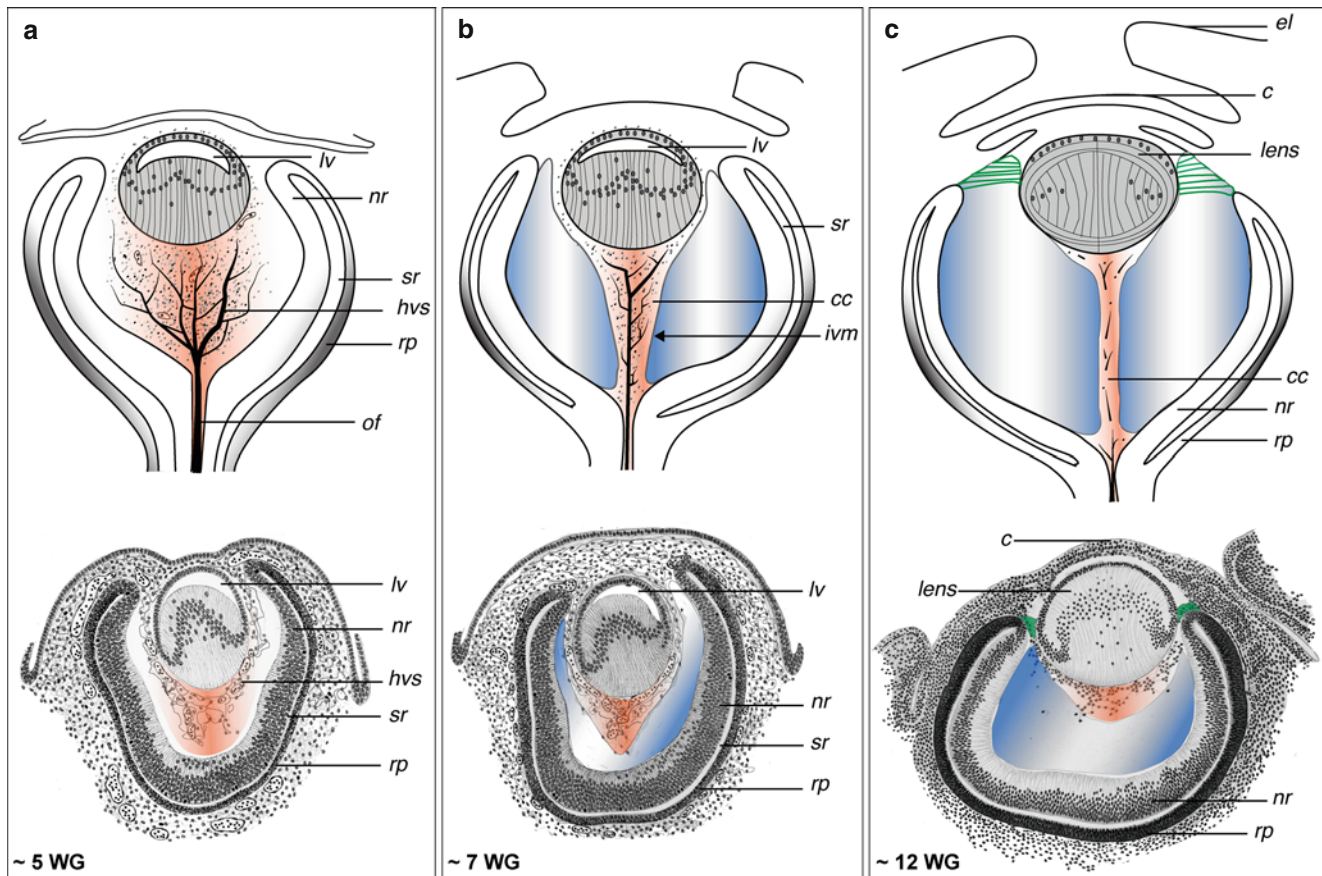 a
lv
nr
sr
hvs
rp
of
lv
nr
hvs
sr
rp
~ 5 WG
b
lv
sr
cc
ivm
lv
nr
sr
rp
~ 7 WG
c
el
c
lens
cc
nr
rp
c
lens
nr
rp
~ 12 WG